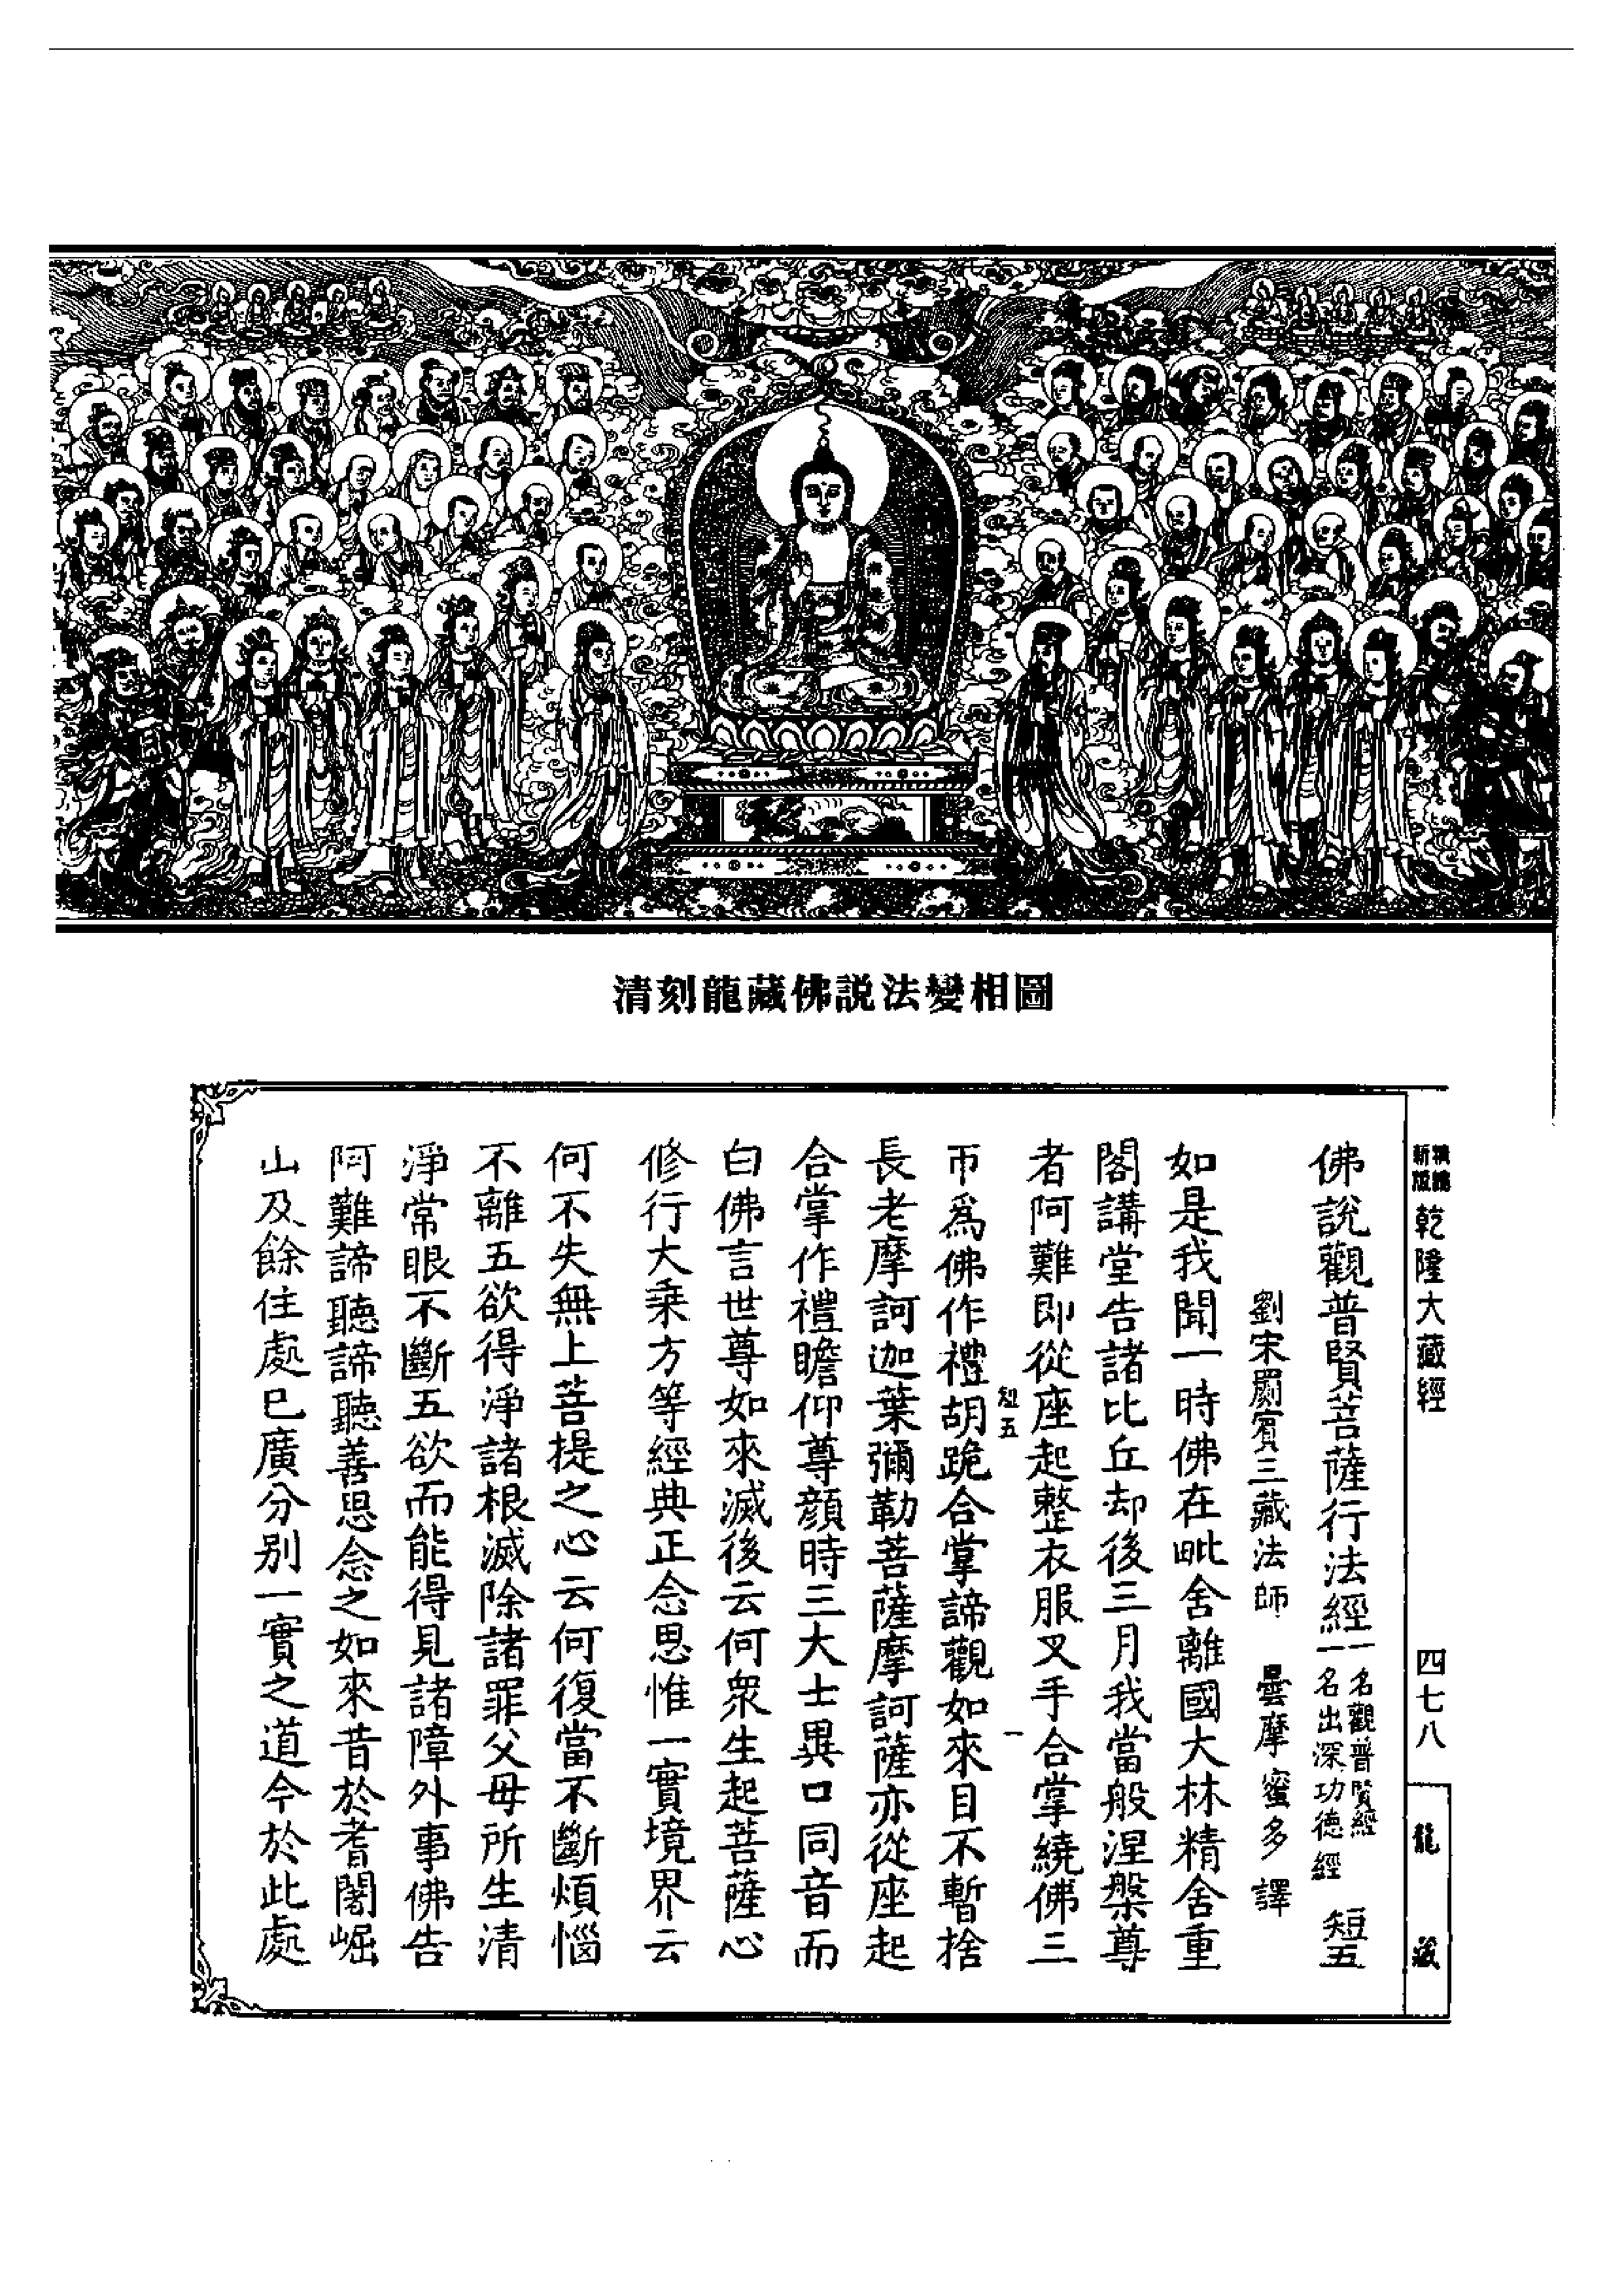 清刻龍藏佛説法變相圖
乾隆大藏經
四七八
龍藏
佛說觀普賢菩薩行法經
一名觀普賢經
一名出深功德經
短五
劉宋罽賓三藏法師曇摩蜜多譯
如是我聞一時佛在毗舍離國大林精舍重
閣講堂告諸比丘却後三月我當般涅槃尊
者阿難即從座起整衣服叉手合掌繞佛三
短五
一
帀爲佛作禮胡跪合掌諦觀如來目不暫捨
長老摩訶迦葉彌勒菩薩摩訶薩亦從座起
合掌作禮瞻仰尊顔時三大士異口同音而
白佛言世尊如來滅後云何衆生起菩薩心
修行大乗方等經典正念思惟一實境界云
何不失無上菩提之心云何復當不斷煩惱
不離五欲得淨諸根滅除諸罪父母所生清
淨常眼不斷五欲而能得見諸障外事佛告
阿難諦聽諦聽善思念之如來昔於耆闍崛
山及餘住處已廣分别一實之道今於此處